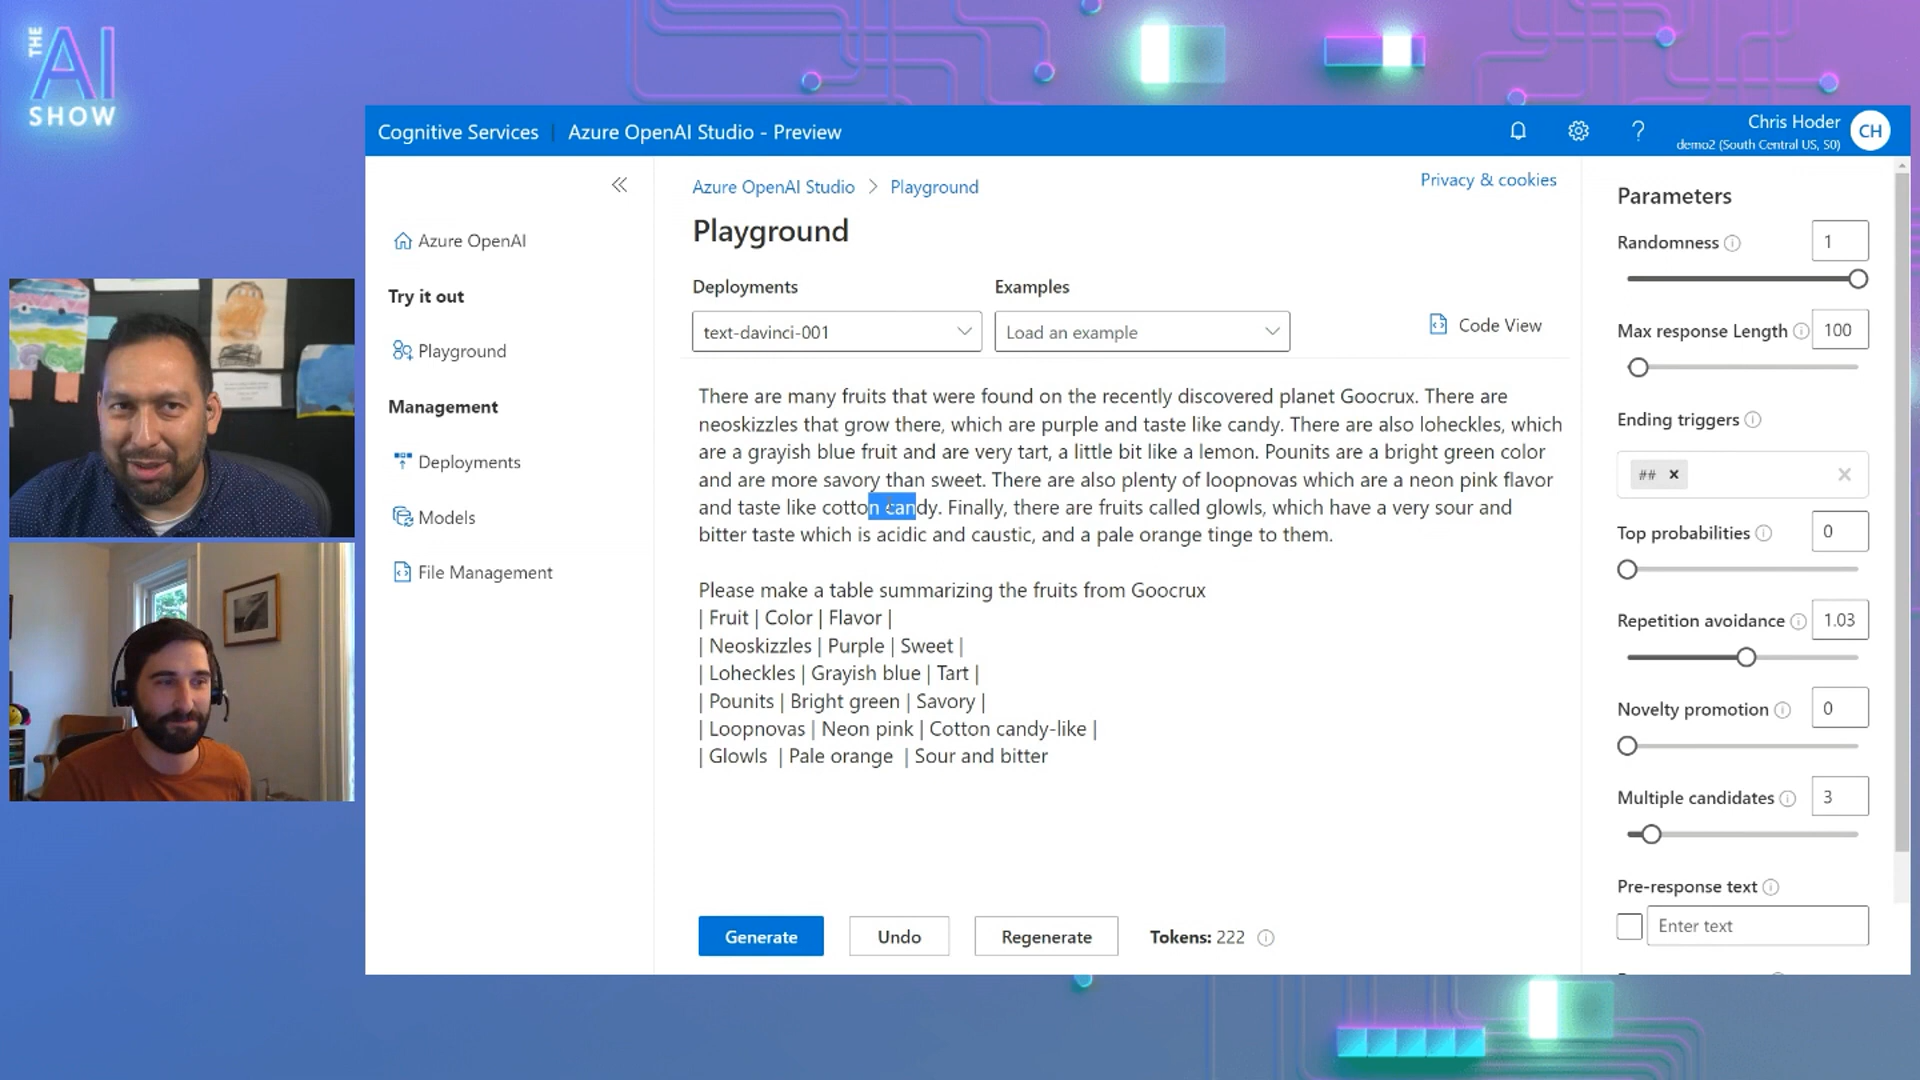 THE
AI
SHOW
Cognitive Services | Azure OpenAI Studio - Preview
Chris Hoder
demo2 (South Central US, S0)
CH
Azure OpenAI
Try it out
Playground
Management
Deployments
Models
File Management
Azure OpenAI Studio > Playground
Privacy & cookies
Playground
Deployments
Examples
text-davinci-001
Load an example
Code View
There are many fruits that were found on the recently discovered planet Goocrux. There are
neoskizzles that grow there, which are purple and taste like candy. There are also loheckles, which
are a grayish blue fruit and are very tart, a little bit like a lemon. Pounits are a bright green color
and are more savory than sweet. There are also plenty of loopnovas which are a neon pink flavor
and taste like cotton candy. Finally, there are fruits called glowls, which have a very sour and
bitter taste which is acidic and caustic, and a pale orange tinge to them.
Please make a table summarizing the fruits from Goocrux
| Fruit | Color | Flavor |
| Neoskizzles | Purple | Sweet |
| Loheckles | Grayish blue | Tart |
| Pounits | Bright green | Savory |
| Loopnovas | Neon pink | Cotton candy-like |
| Glowls | Pale orange | Sour and bitter
Generate
Undo
Regenerate
Tokens: 222
Parameters
Randomness
1
Max response Length
100
Ending triggers
##
Top probabilities
0
Repetition avoidance
1.03
Novelty promotion
0
Multiple candidates
3
Pre-response text
Enter text